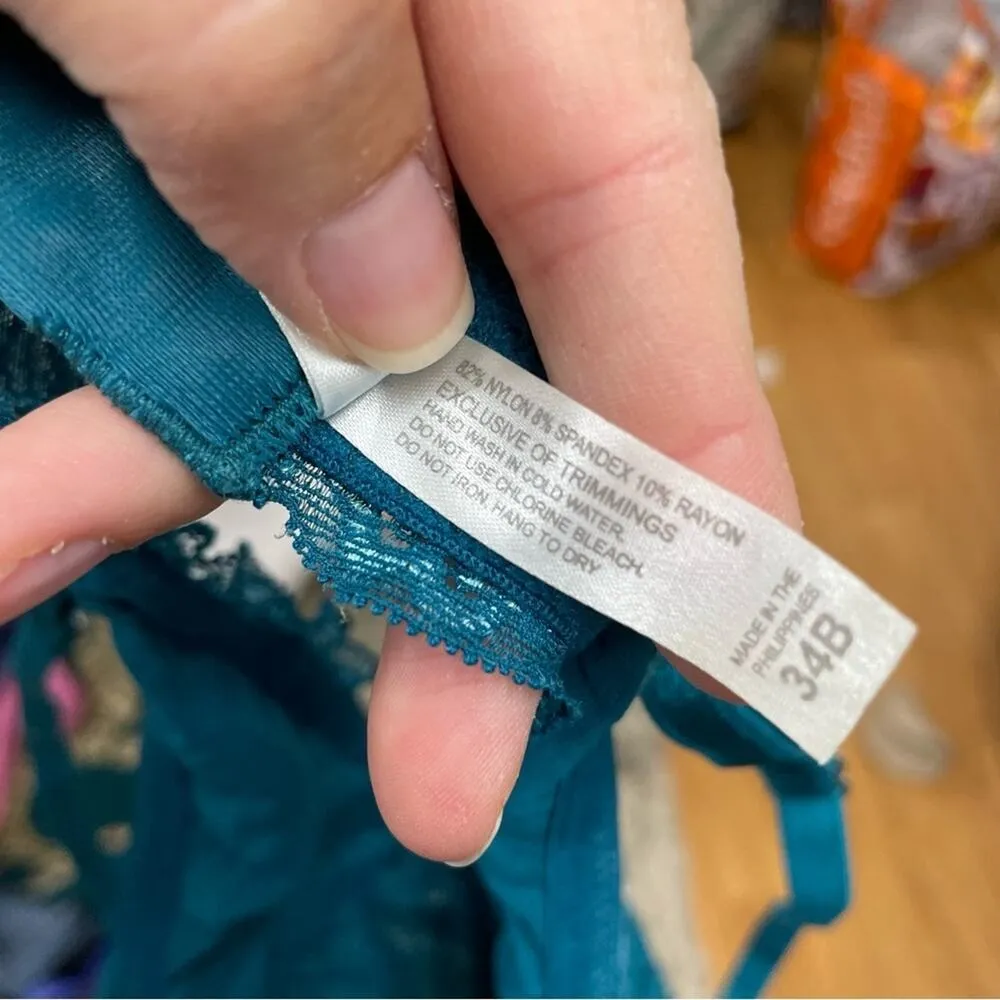 82% NYLON 8% SPANDEX 10% RAYON
EXCLUSIVE OF TRIMMINGS
HAND WASH IN COLD WATER.
DO NOT USE CHLORINE BLEACH,
DO NOT IRON, HANG TO DRY
MADE IN THE
PHILIPPINES
34B